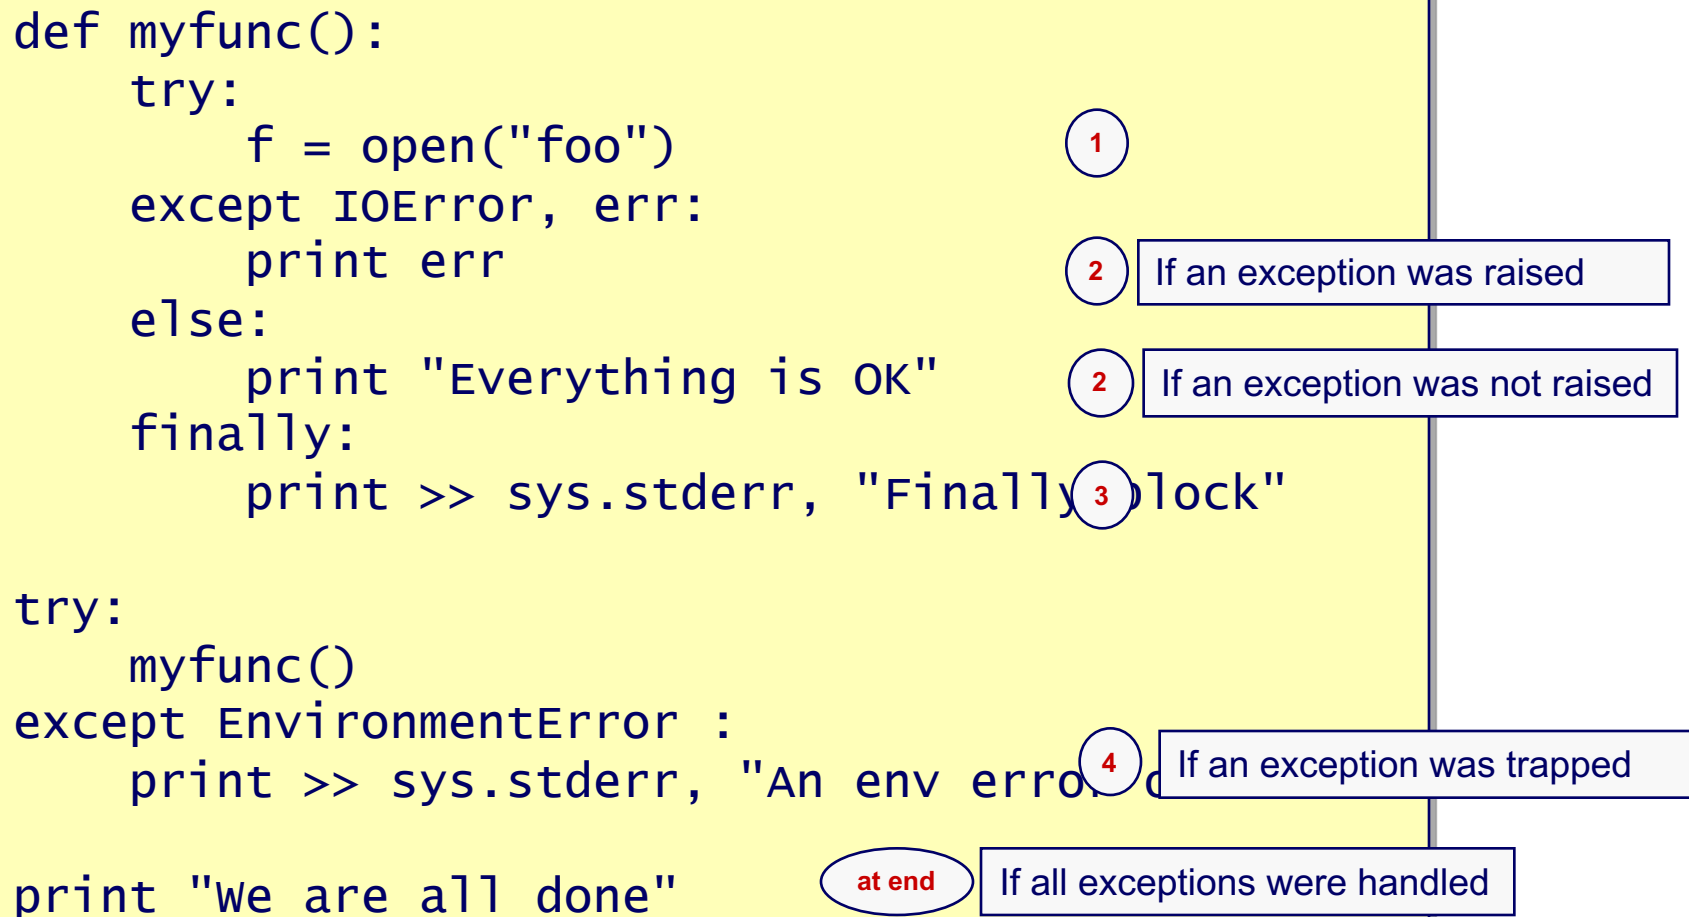 def myfunc():
try:
f = open("foo") 1
except IOError, err:
print err 2 If an exception was raised
else:
print "Everything is OK" 2 If an exception was not raised
finally:
print >> sys.stderr, "Finally 3 lock"
try:
myfunc()
except EnvironmentError :
print >> sys.stderr, "An env error 4 If an exception was trapped
print "We are all done" at end If all exceptions were handled